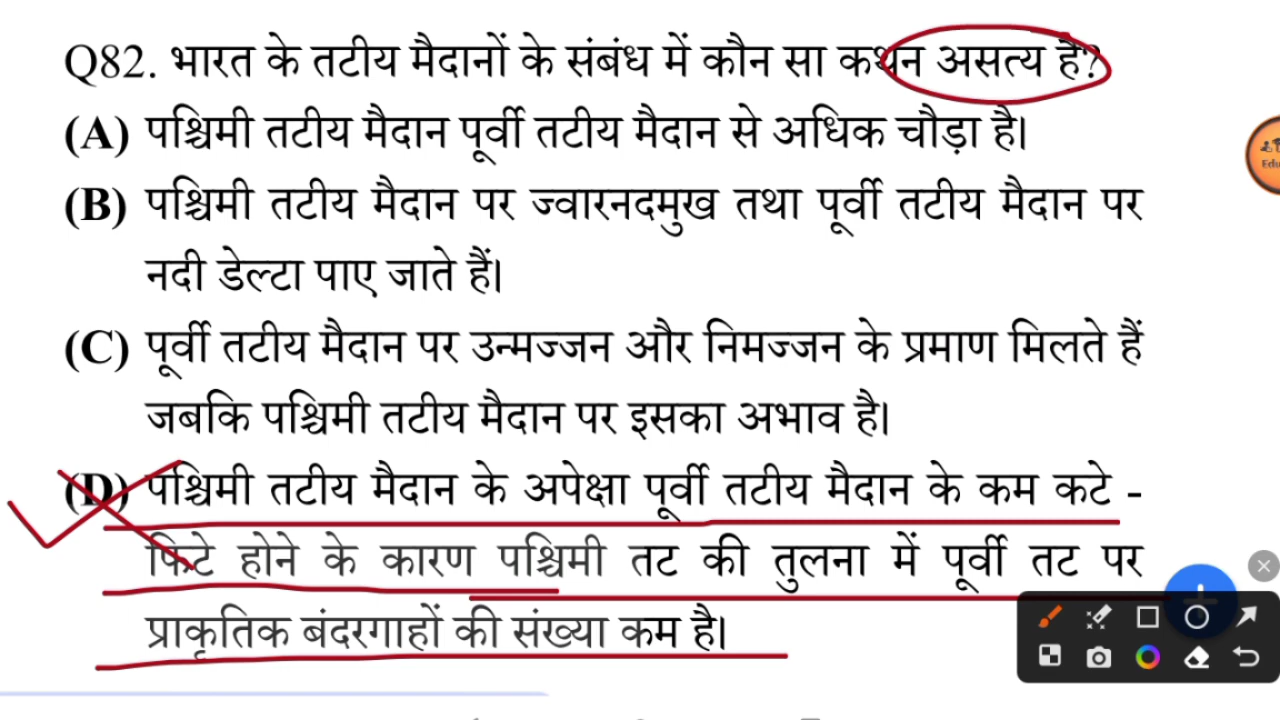 Q82. भारत के तटीय मैदानों के संबंध में कौन सा कथन असत्य है?
(A) पश्चिमी तटीय मैदान पूर्वी तटीय मैदान से अधिक चौड़ा है।
(B) पश्चिमी तटीय मैदान पर ज्वारनदमुख तथा पूर्वी तटीय मैदान पर
नदी डेल्टा पाए जाते हैं।
(C) पूर्वी तटीय मैदान पर उन्मज्जन और निमज्जन के प्रमाण मिलते हैं
जबकि पश्चिमी तटीय मैदान पर इसका अभाव है।
(D) पश्चिमी तटीय मैदान के अपेक्षा पूर्वी तटीय मैदान के कम कटे -
फिटे होने के कारण पश्चिमी तट की तुलना में पूर्वी तट पर
प्राकृतिक बंदरगाहों की संख्या कम है।